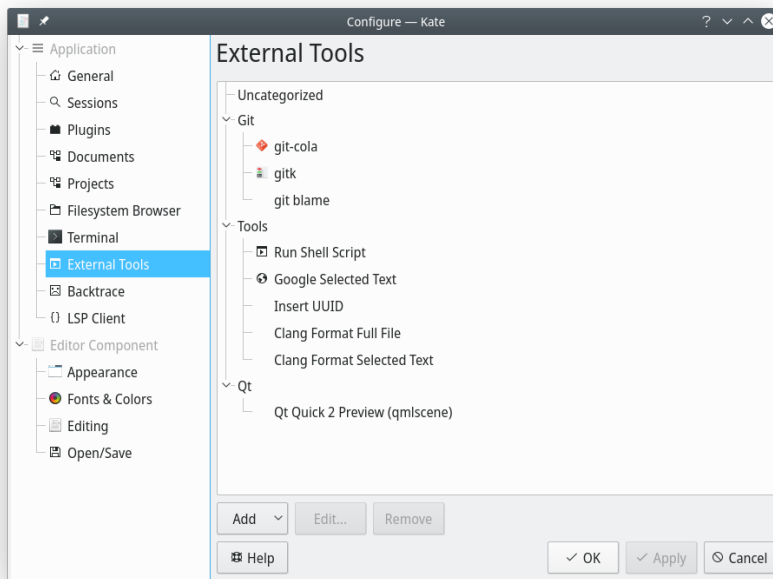 Configure — Kate
Application
General
Sessions
Plugins
Documents
Projects
Filesystem Browser
Terminal
External Tools
Backtrace
LSP Client
Editor Component
Appearance
Fonts & Colors
Editing
Open/Save
External Tools
Uncategorized
Git
git-cola
gitk
git blame
Tools
Run Shell Script
Google Selected Text
Insert UUID
Clang Format Full File
Clang Format Selected Text
Qt
Qt Quick 2 Preview (qmlscene)
Add Edit... Remove
Help OK Apply Cancel